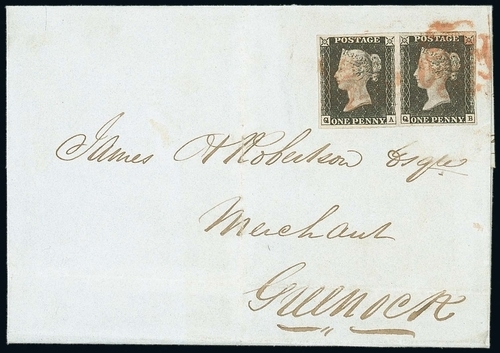 POSTAGE POSTAGE
Q A Q B
ONE PENNY ONE PENNY
James A Robertson Esqre
Merchant
Greenock